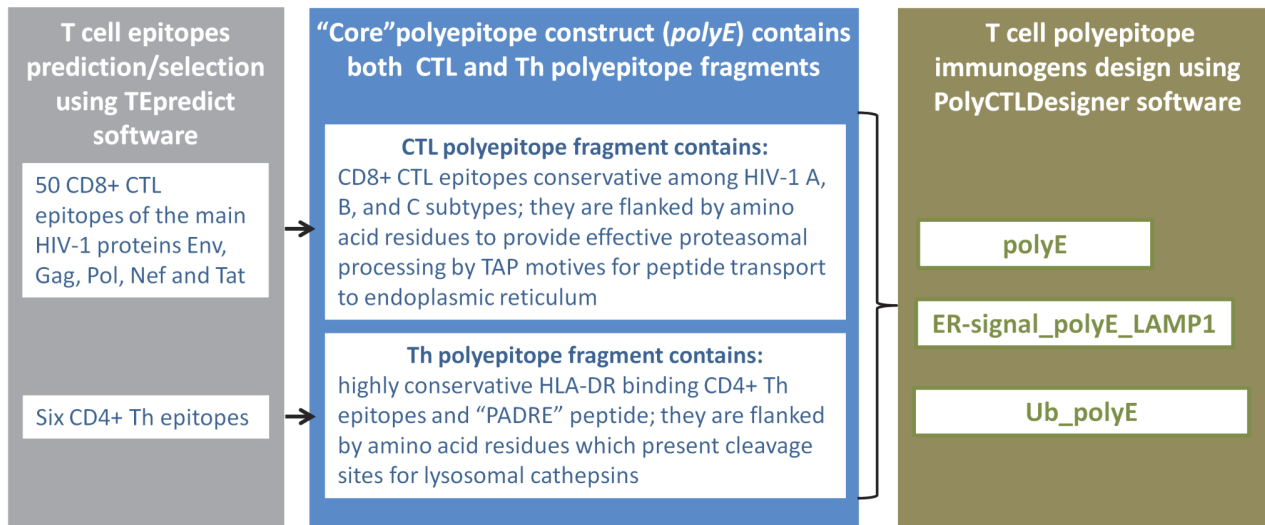 T cell epitopes
prediction/selection
using TEpredict
software
50 CD8+ CTL
epitopes of the main
HIV-1 proteins Env,
Gag, Pol, Nef and Tat
Six CD4+ Th epitopes
“Core”polyepitope construct (polyE) contains
both CTL and Th polyepitope fragments
CTL polyepitope fragment contains:
CD8+ CTL epitopes conservative among HIV-1 A,
B, and C subtypes; they are flanked by amino
acid residues to provide effective proteasomal
processing by TAP motives for peptide transport
to endoplasmic reticulum
Th polyepitope fragment contains:
highly conservative HLA-DR binding CD4+ Th
epitopes and “PADRE” peptide; they are flanked
by amino acid residues which present cleavage
sites for lysosomal cathepsins
T cell polyepitope
immunogens design using
PolyCTLDesigner software
polyE
ER-signal_polyE_LAMP1
Ub_polyE